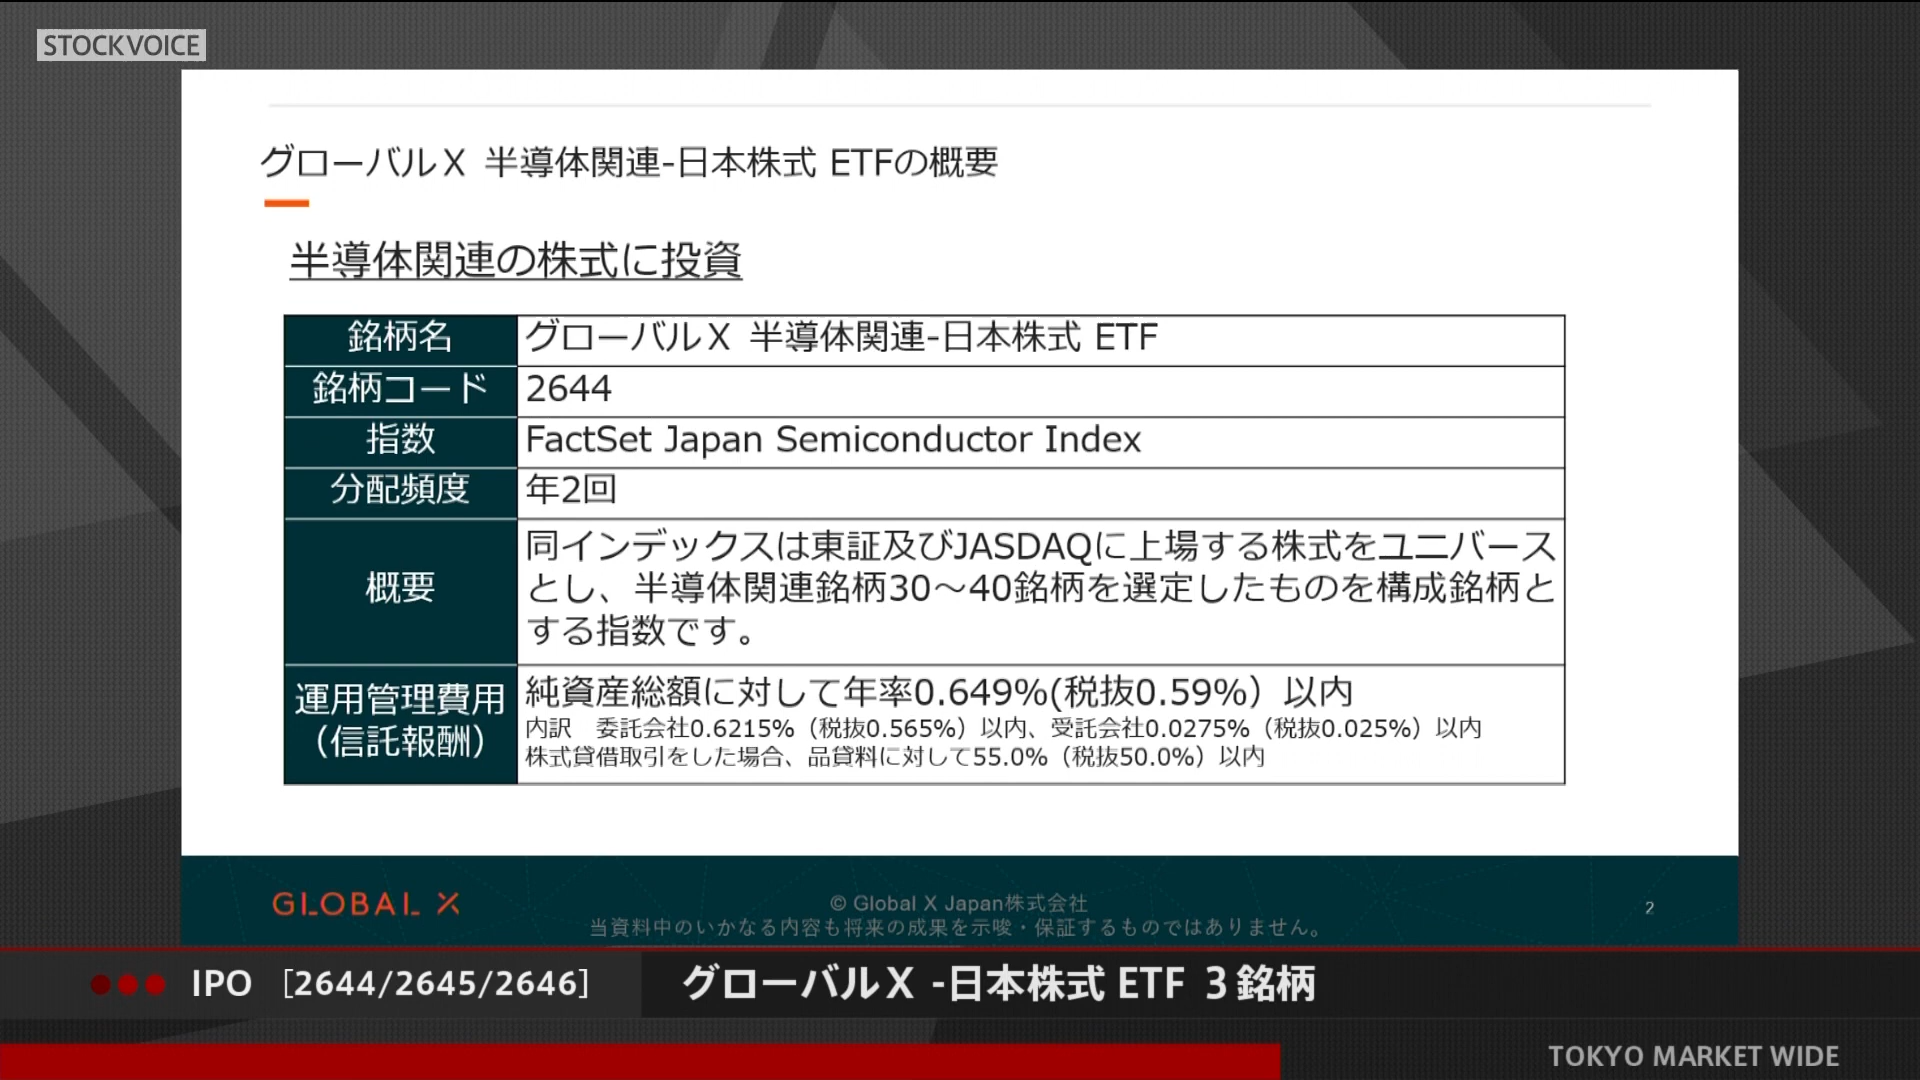 STOCKVOICE
グローバルＸ 半導体関連-日本株式 ETFの概要
半導体関連の株式に投資
銘柄名 グローバルＸ 半導体関連-日本株式 ETF
銘柄コード 2644
指数 FactSet Japan Semiconductor Index
分配頻度 年2回
概要
同インデックスは東証及びJASDAQに上場する株式をユニバース
とし、半導体関連銘柄30～40銘柄を選定したものを構成銘柄と
する指数です。
運用管理費用
（信託報酬）
純資産総額に対して年率0.649%(税抜0.59%）以内
内訳　委託会社0.6215%（税抜0.565%）以内、受託会社0.0275%（税抜0.025%）以内
株式貸借取引をした場合、品貸料に対して55.0%（税抜50.0%）以内
GLOBAL X
© Global X Japan株式会社
当資料中のいかなる内容も将来の成果を示唆・保証するものではありません。
2
IPO [2644/2645/2646] グローバルＸ -日本株式 ETF ３銘柄
TOKYO MARKET WIDE